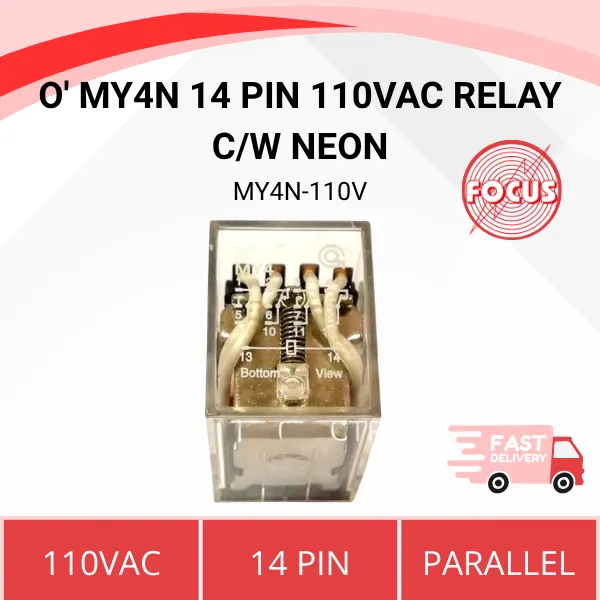 O' MY4N 14 PIN 110VAC RELAY
C/W NEON
MY4N-110V
FOCUS
MY4
5 6 7
10 11
13 14
Bottom View
FAST
DELIVERY
110VAC
14 PIN
PARALLEL